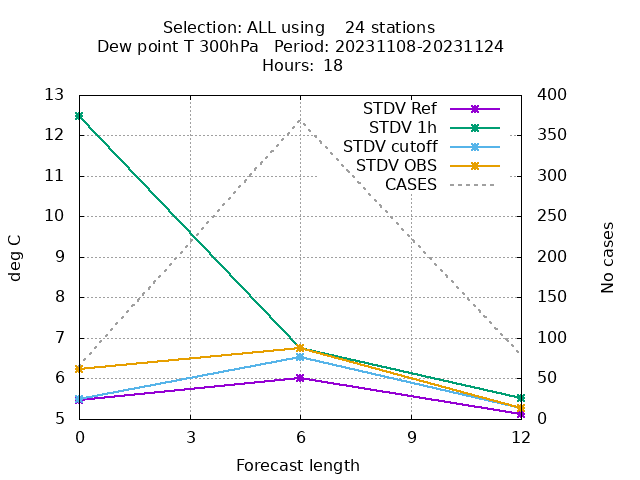 Selection: ALL using    24 stations
Dew point T 300hPa   Period: 20231108-20231124
Hours: 18
13 400
STDV Ref
STDV 1h
12 350
STDV cutoff
STDV OBS
11 300
CASES
10 250
9 200
8 150
7 100
6 50
5 0
0 3 6 9 12
deg C
No cases
Forecast length